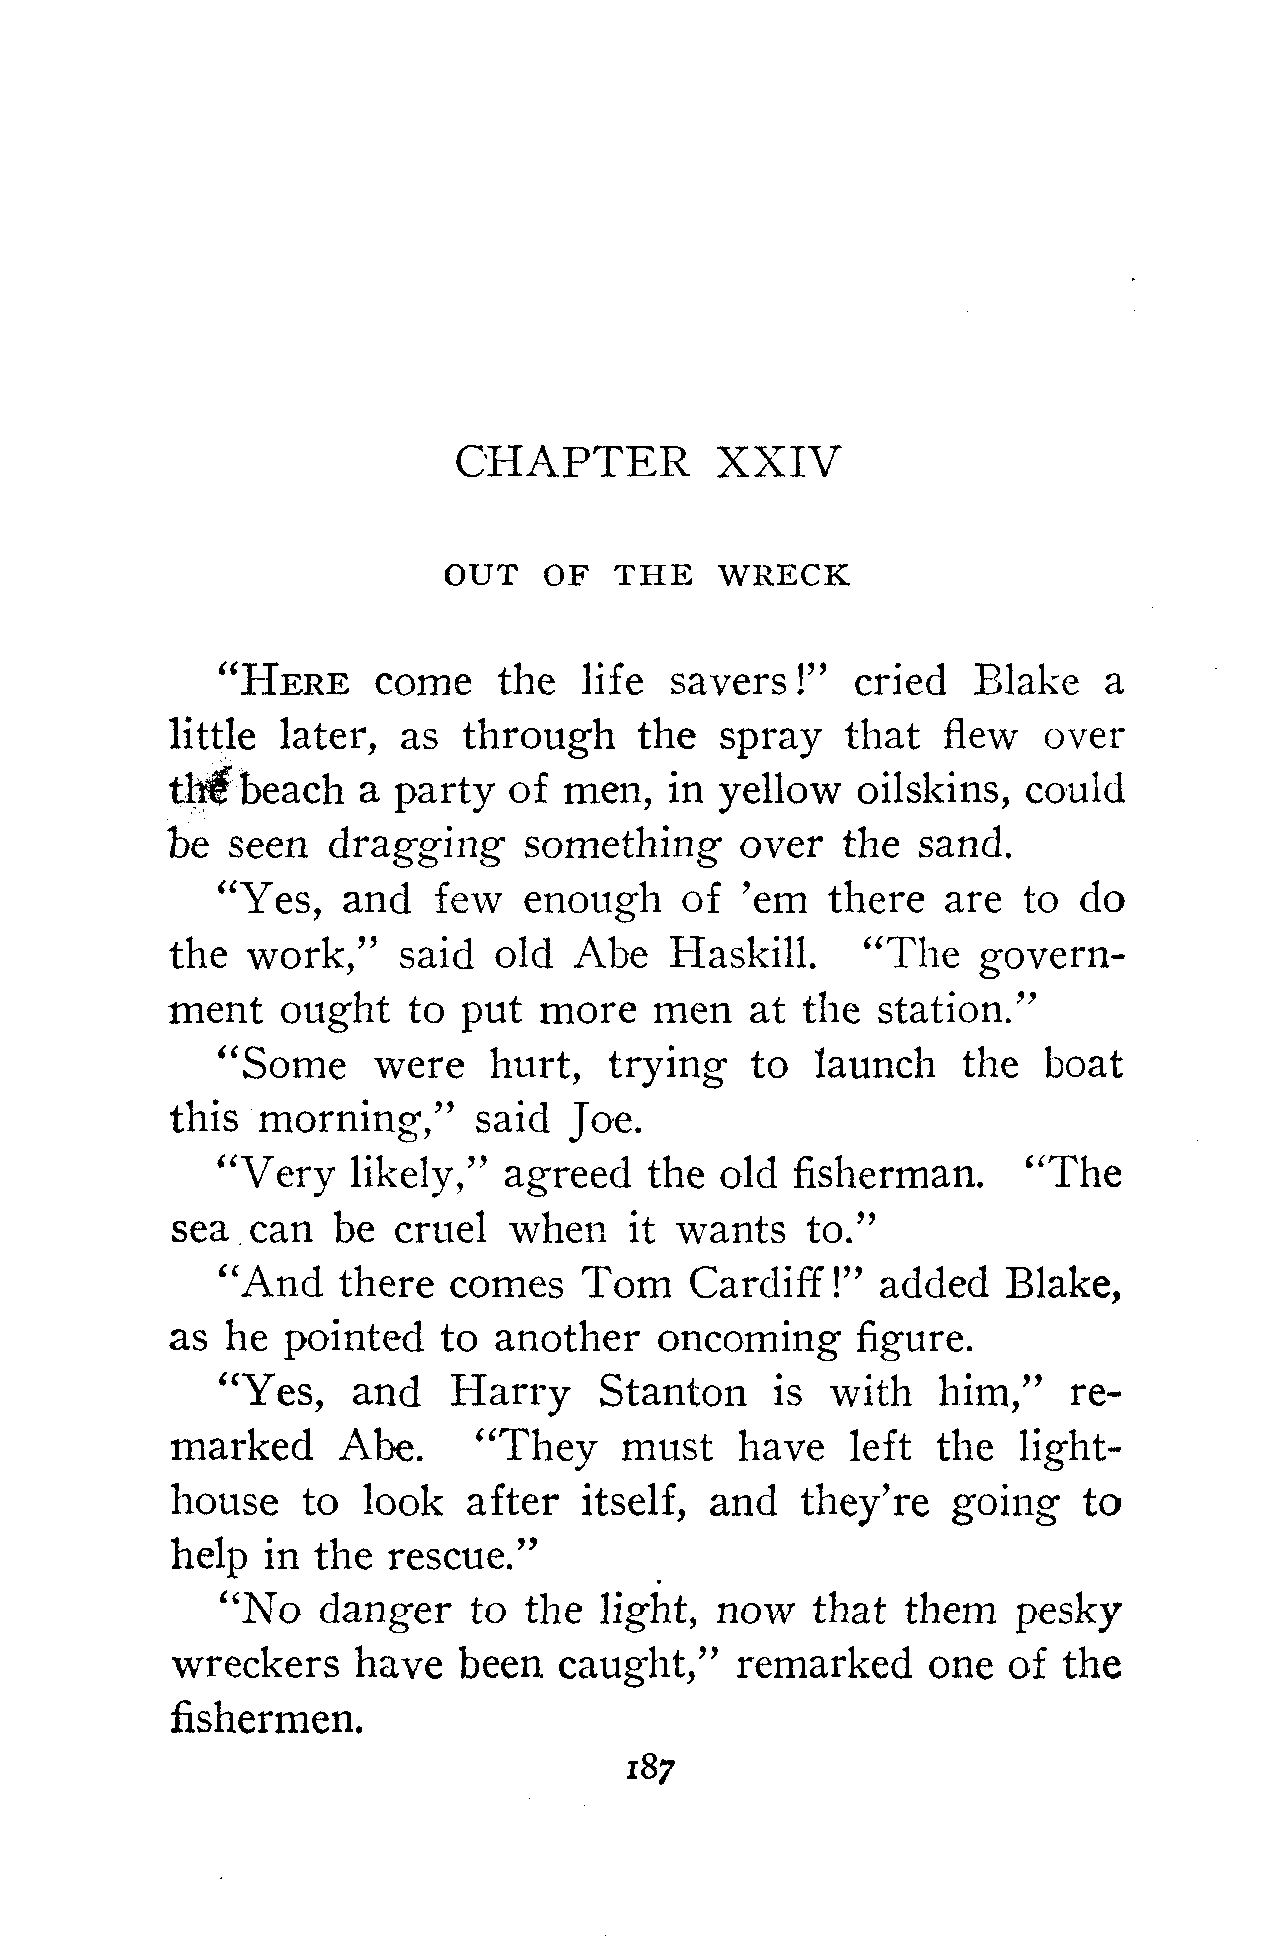 CHAPTER XXIV
OUT OF THE WRECK
“HERE come the life savers!” cried Blake a
little later, as through the spray that flew over
the beach a party of men, in yellow oilskins, could
be seen dragging something over the sand.
“Yes, and few enough of ’em there are to do
the work,” said old Abe Haskill. “The govern-
ment ought to put more men at the station.”
“Some were hurt, trying to launch the boat
this morning,” said Joe.
“Very likely,” agreed the old fisherman. “The
sea can be cruel when it wants to.”
“And there comes Tom Cardiff!” added Blake,
as he pointed to another oncoming figure.
“Yes, and Harry Stanton is with him,” re-
marked Abe. “They must have left the light-
house to look after itself, and they’re going to
help in the rescue.”
“No danger to the light, now that them pesky
wreckers have been caught,” remarked one of the
fishermen.
187